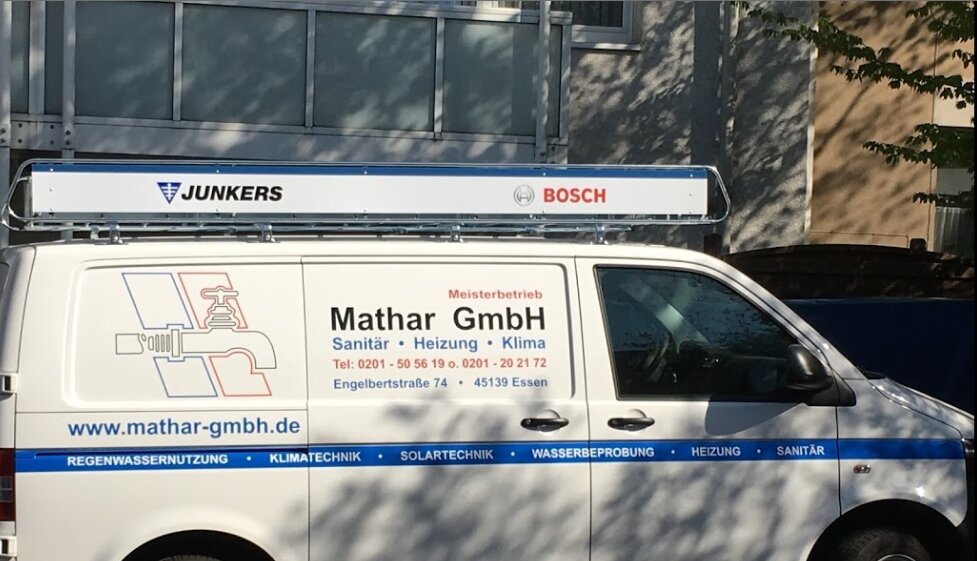 JUNKERS
BOSCH
Meisterbetrieb
Mathar GmbH
Sanitär • Heizung • Klima
Tel: 0201 - 50 56 19 o. 0201 - 20 21 72
Engelbertstraße 74 • 45139 Essen
www.mathar-gmbh.de
REGENWASSERNUTZUNG • KLIMATECHNIK • SOLARTECHNIK • WASSERBEPROBUNG • HEIZUNG • SANITÄR